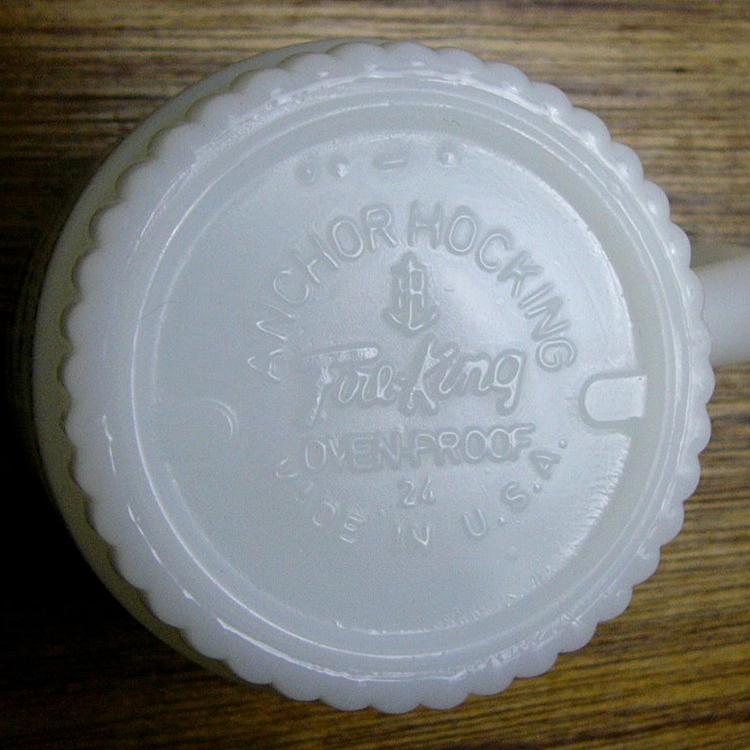 ANCHOR HOCKING
Fire-King
OVEN-PROOF
24
MADE IN U.S.A.